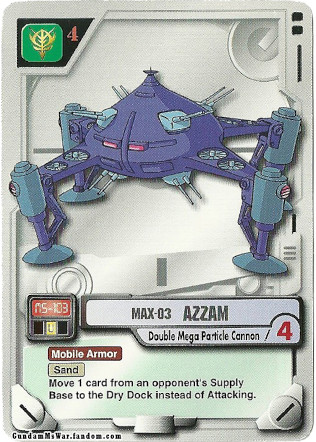 4
MS-103
L
MAX-03 AZZAM
Double Mega Particle Cannon / 4
Mobile Armor
Sand
Move 1 card from an opponent's Supply
Base to the Dry Dock instead of Attacking.
GundamMsWar.fandom.com